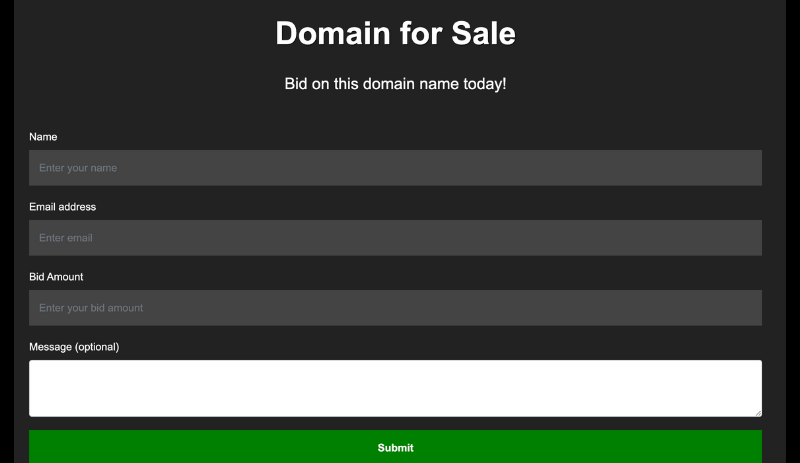 Domain for Sale
Bid on this domain name today!
Name
Enter your name
Email address
Enter email
Bid Amount
Enter your bid amount
Message (optional)
Submit